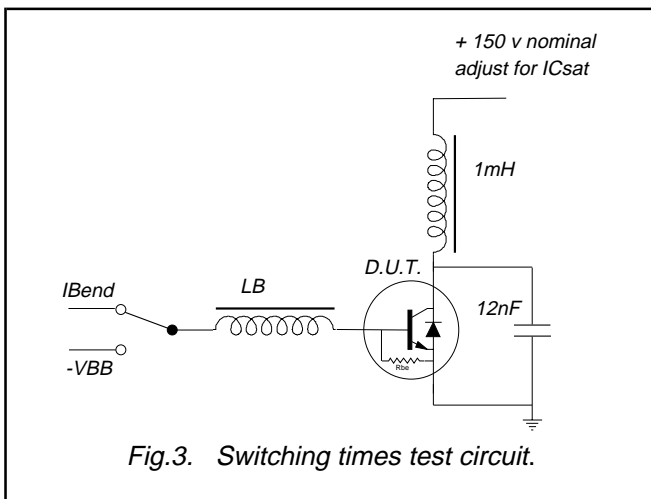 + 150 v nominal
adjust for ICsat
1mH
D.U.T.
LB
IBend
12nF
-VBB
Rbe
Fig.3. Switching times test circuit.